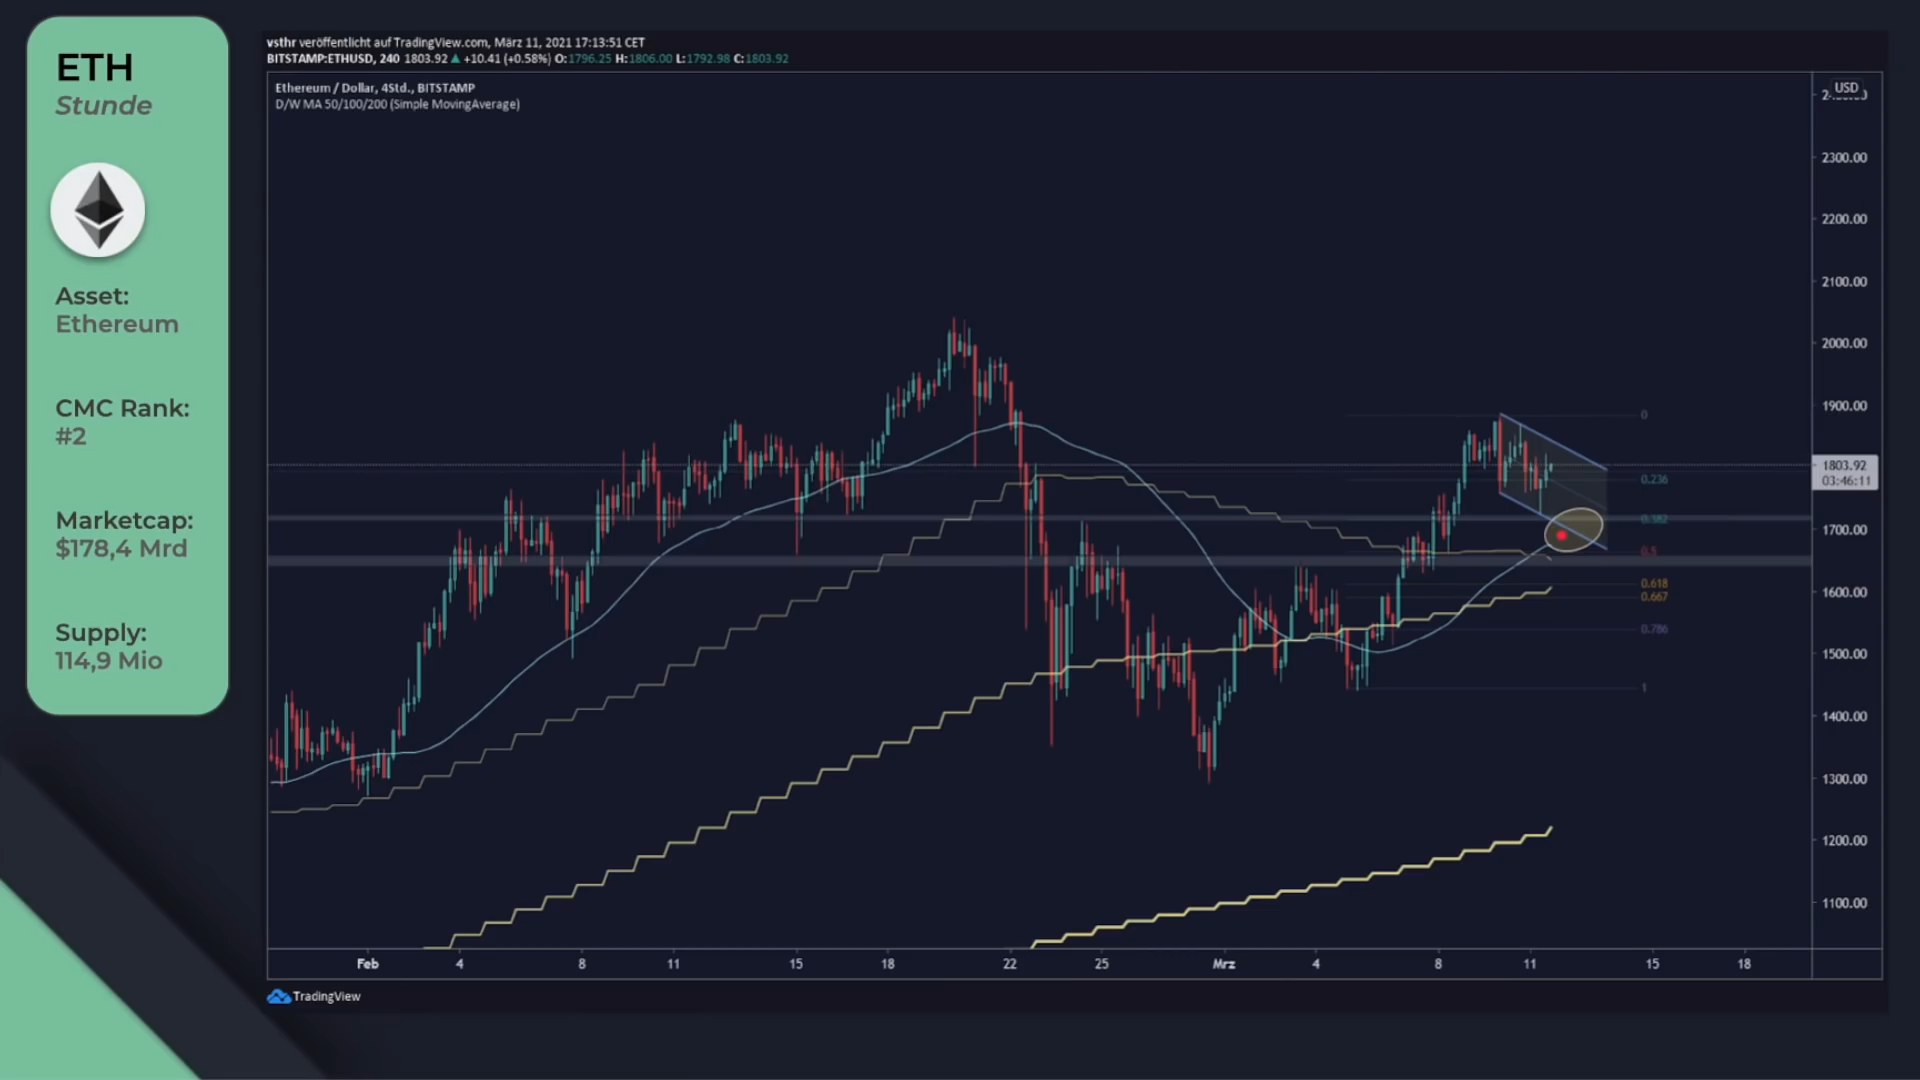 ETH
Stunde
Asset:
Ethereum
CMC Rank:
#2
Marketcap:
$178,4 Mrd
Supply:
114,9 Mio
vsthr veröffentlicht auf TradingView.com, März 11, 2021 17:13:51 CET
BITSTAMP:ETHUSD, 240 1803.92 ▲ +10.41 (+0.58%) O:1796.25 H:1806.00 L:1792.98 C:1803.92
Ethereum / Dollar, 4Std., BITSTAMP
D/W MA 50/100/200 (Simple MovingAverage)
USD
2300.00
2200.00
2100.00
2000.00
1900.00
1803.92
03:46:11
1700.00
1600.00
1500.00
1400.00
1300.00
1200.00
1100.00
0
0.236
0.382
0.5
0.618
0.667
0.786
1
Feb 4 8 11 15 18 22 25 Mrz 4 8 11 15 18
TradingView